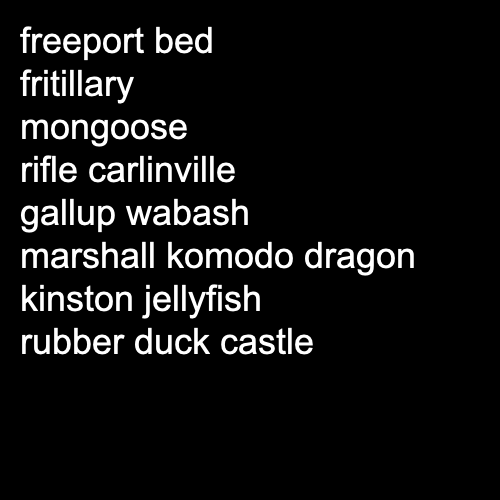 freeport bed
fritillary
mongoose
rifle carlinville
gallup wabash
marshall komodo dragon
kinston jellyfish
rubber duck castle